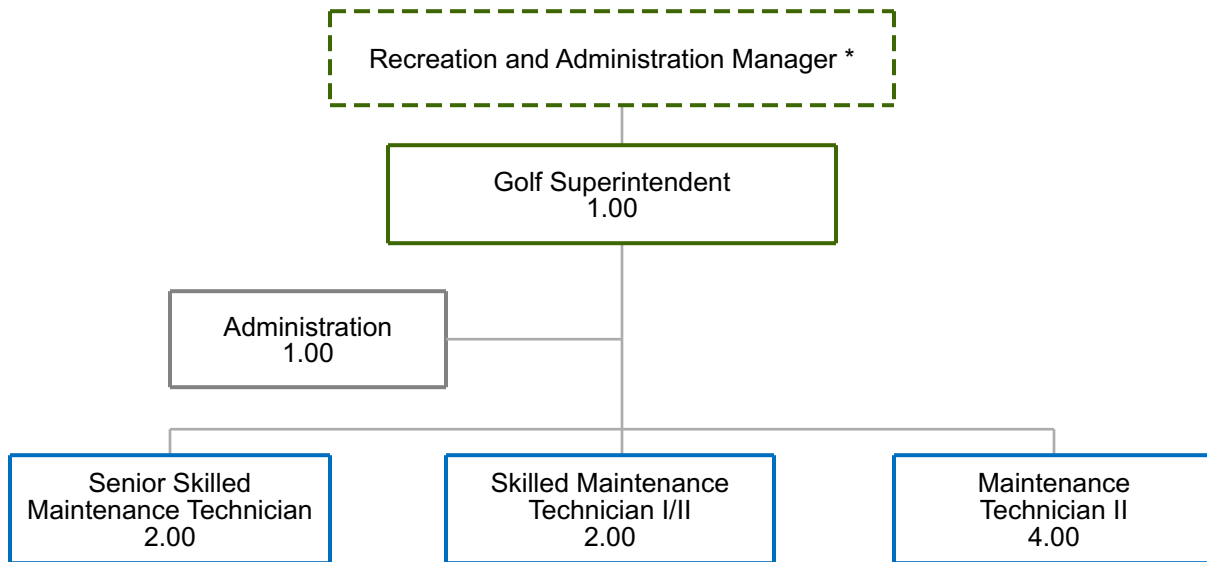 Recreation and Administration Manager *
Golf Superintendent
1.00
Administration
1.00
Senior Skilled
Maintenance Technician
2.00
Skilled Maintenance
Technician I/II
2.00
Maintenance
Technician II
4.00